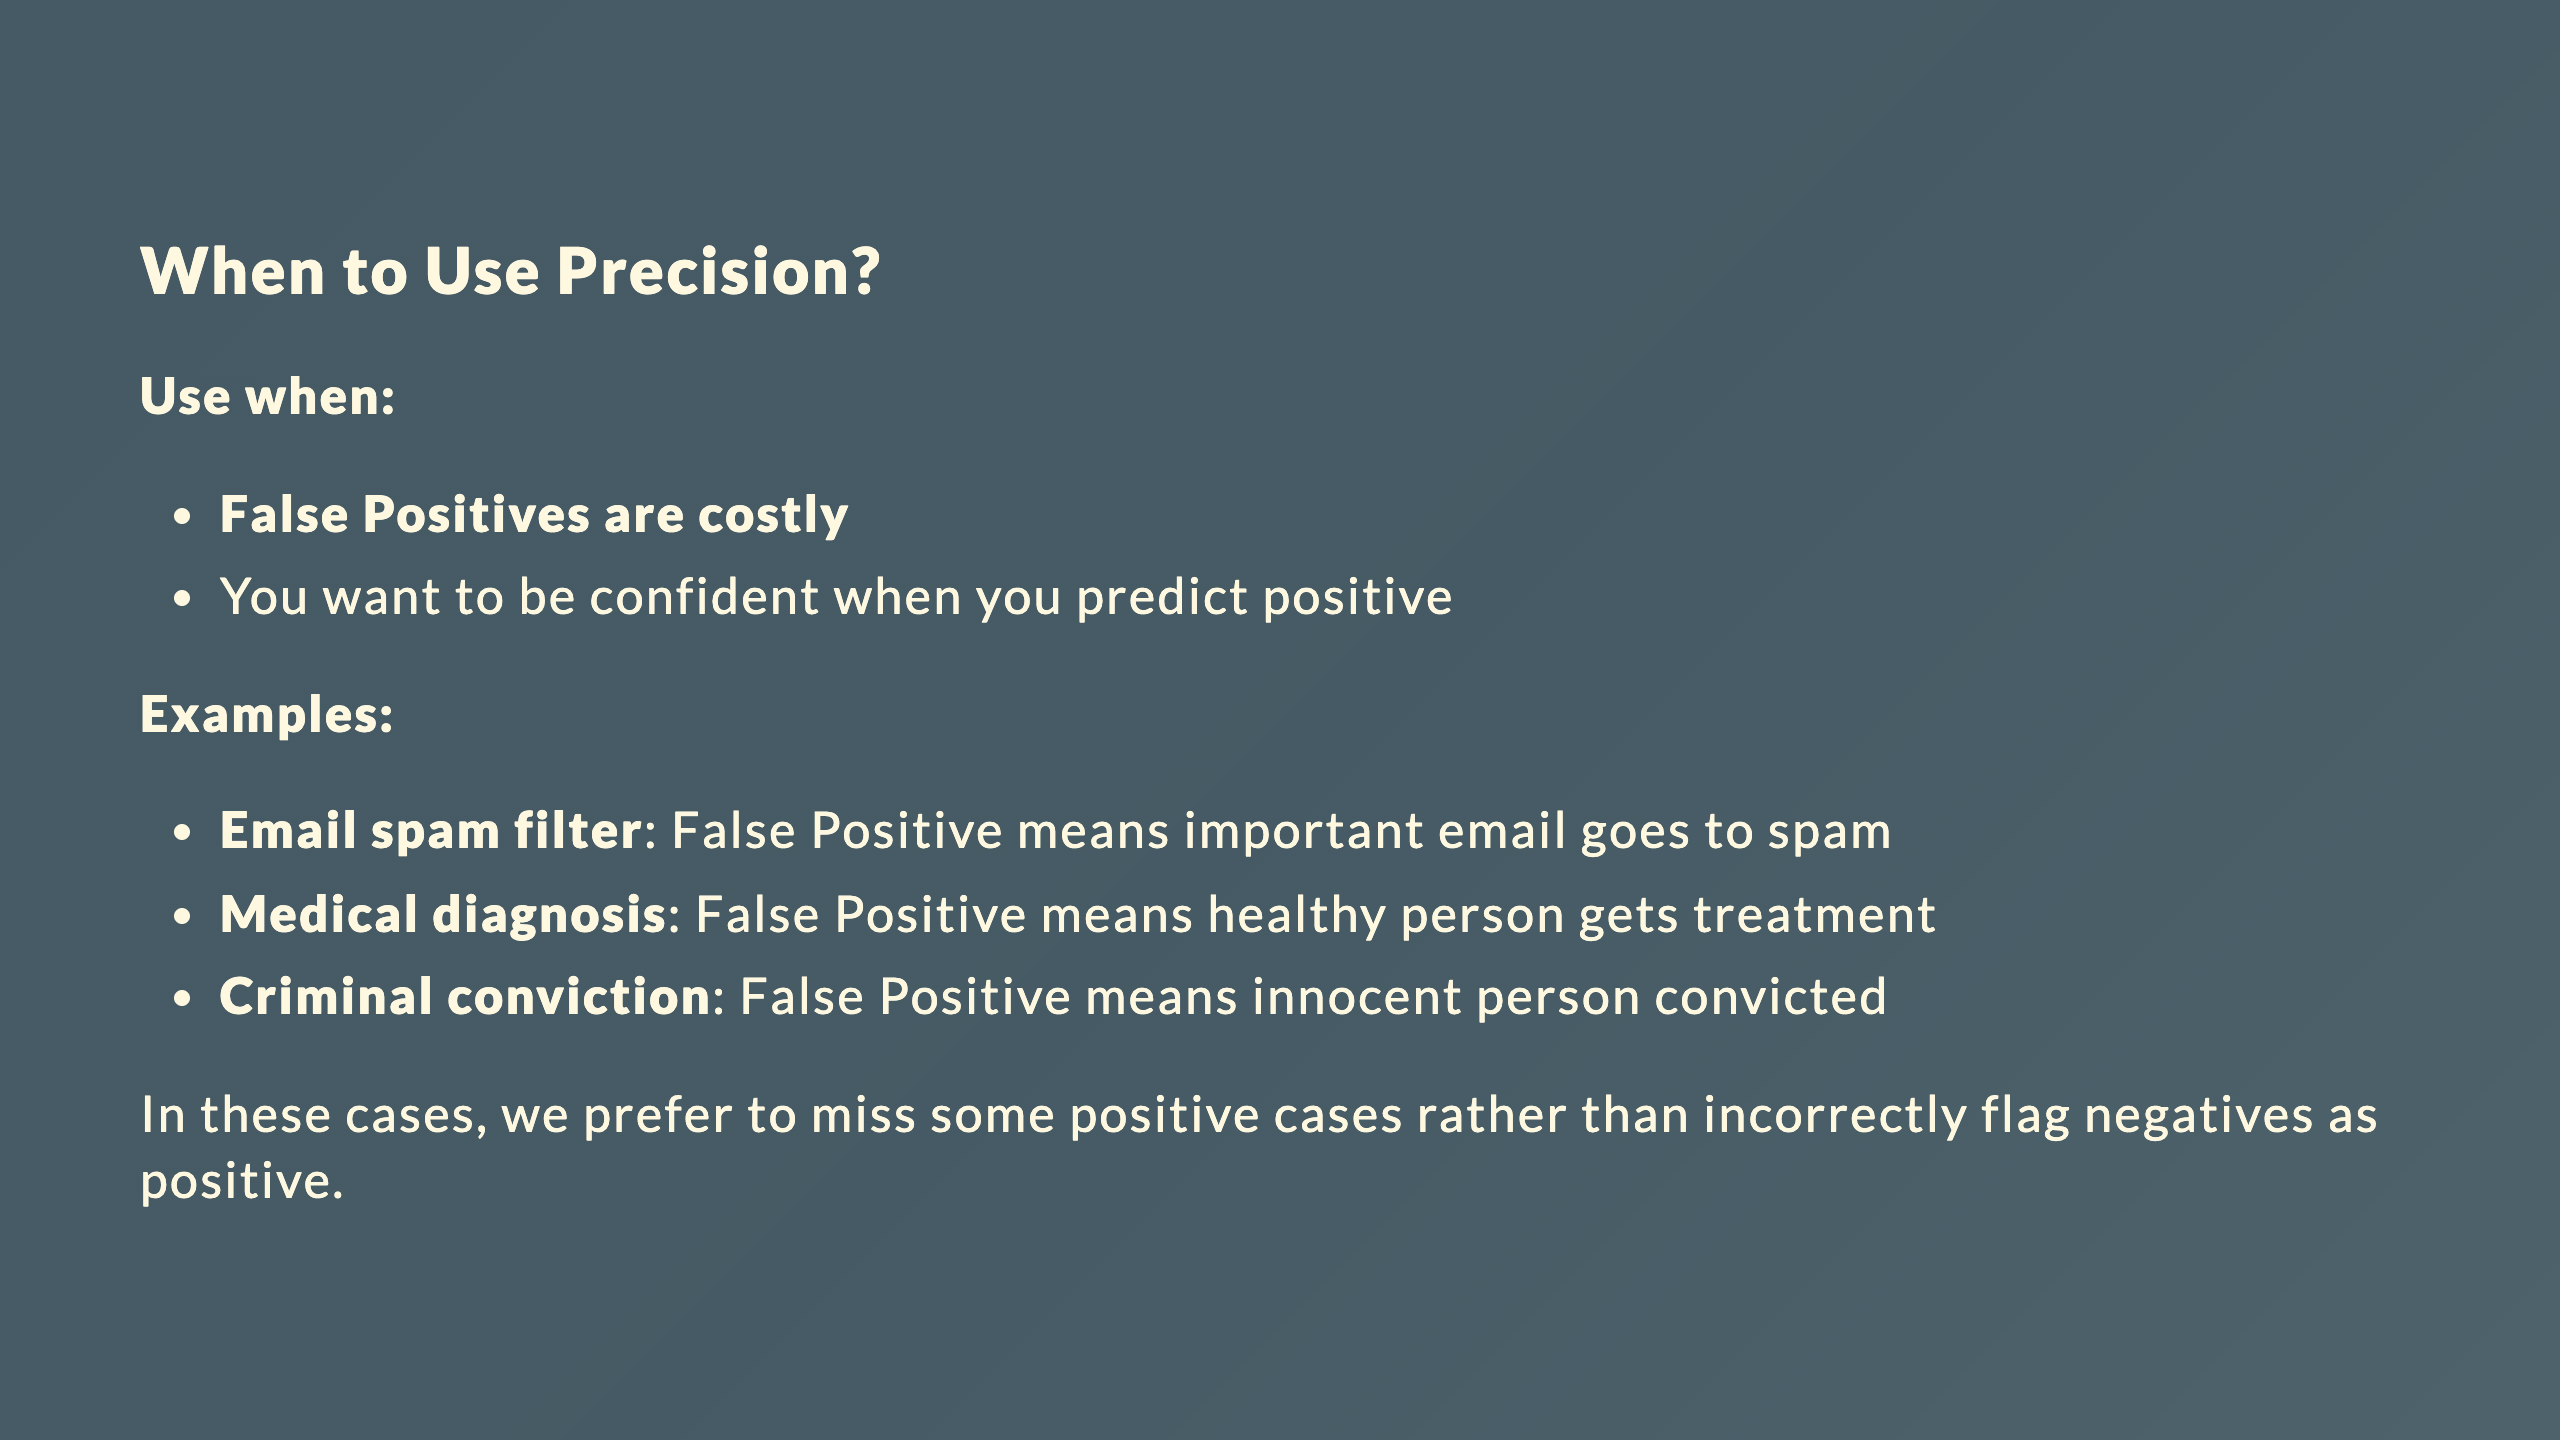 When to Use Precision?
Use when:
• False Positives are costly
• You want to be confident when you predict positive
Examples:
• Email spam filter: False Positive means important email goes to spam
• Medical diagnosis: False Positive means healthy person gets treatment
• Criminal conviction: False Positive means innocent person convicted
In these cases, we prefer to miss some positive cases rather than incorrectly flag negatives as
positive.